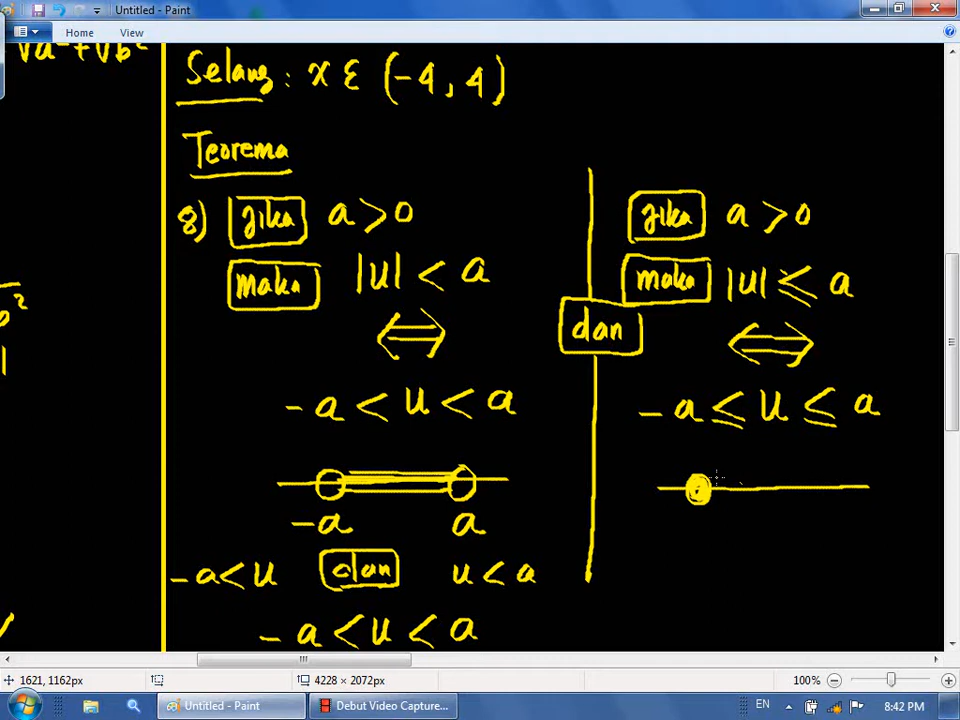 Untitled - Paint
Home View
Selang : x ε (-4, 4)
Teorema
8) jika a > 0
maka |u| < a
⟺
-a < u < a
-a a
-a < u dan u < a
-a < u < a
dan
jika a > 0
maka |u| ≤ a
⟺
-a ≤ u ≤ a
1621, 1162px
4228 × 2072px
100%
Untitled - Paint
Debut Video Capture...
EN
8:42 PM